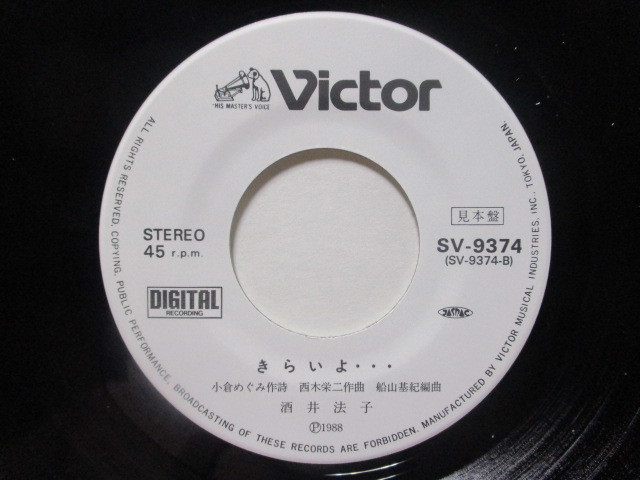 Victor
"HIS MASTER'S VOICE"
見本盤
STEREO
45 r.p.m.
SV-9374
(SV-9374-B)
DIGITAL
RECORDING
JASRAC
きらいよ・・・
小倉めぐみ作詩 西木栄二作曲 船山基紀編曲
酒井法子
Ⓟ1988
ALL RIGHTS RESERVED. COPYING, PUBLIC PERFORMANCE, BROADCASTING OF THESE RECORDS ARE FORBIDDEN. MANUFACTURED BY VICTOR MUSICAL INDUSTRIES, INC., TOKYO, JAPAN.